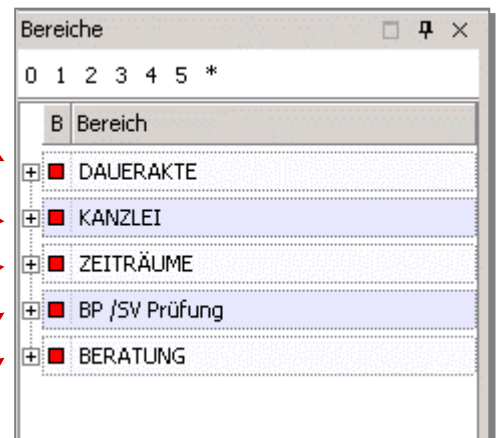 Bereiche
0 1 2 3 4 5 *
B Bereich
DAUERAKTE
KANZLEI
ZEITRÄUME
BP /SV Prüfung
BERATUNG